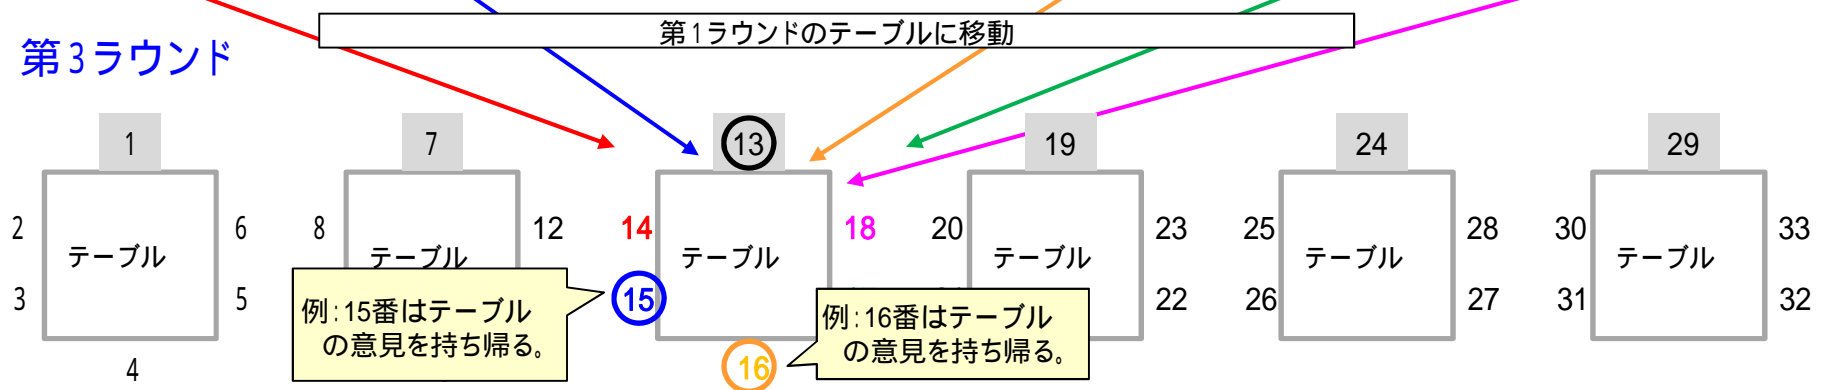 第1ラウンドのテーブルに移動
第3ラウンド
1 7 13 19 24 29
2 6 8 12 14 18 20 23 25 28 30 33
テーブル テーブル テーブル テーブル テーブル テーブル
3 5 15 22 26 27 31 32
例:15番はテーブル
の意見を持ち帰る。
例:16番はテーブル
の意見を持ち帰る。
4 16